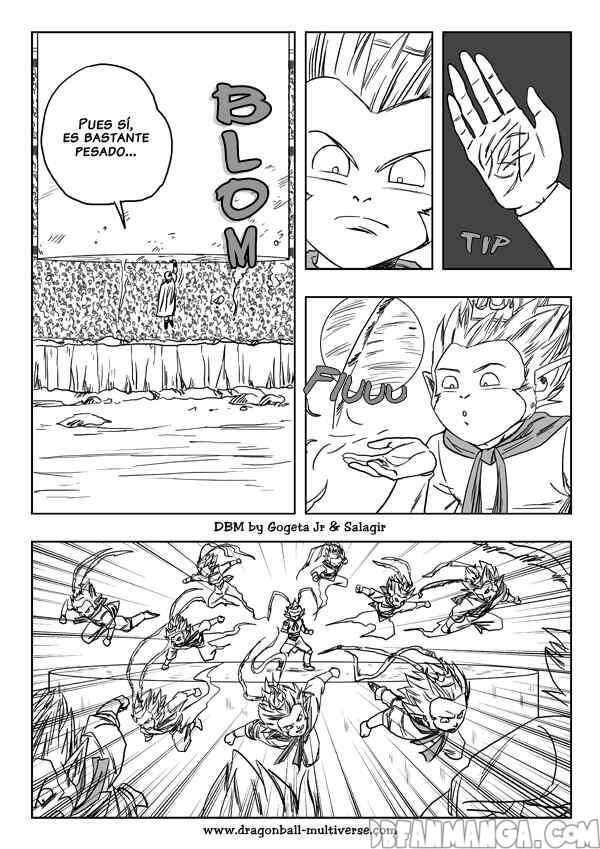 PUES SÍ,
ES BASTANTE
PESADO...
BLOM
TIP
FIUUU
DBM by Gogeta Jr & Salagir
www.dragonball-multiverse.com
DBFANMANGA.COM